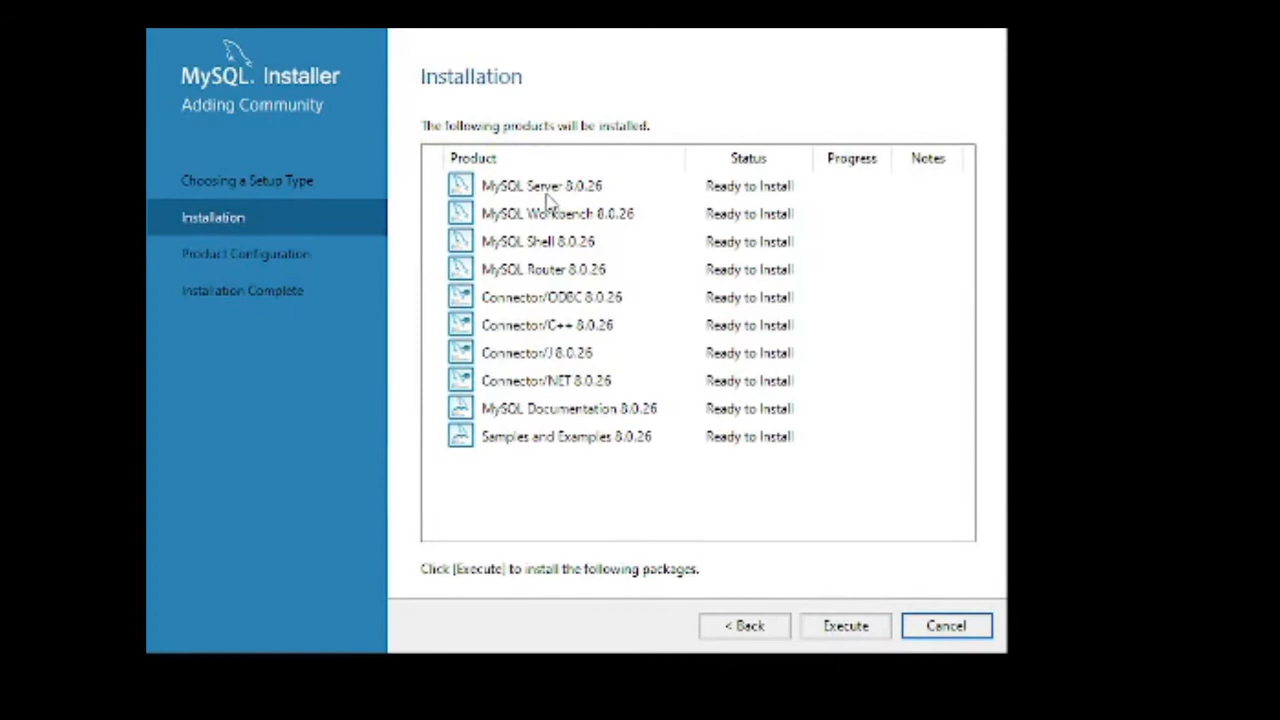 MySQL. Installer
Adding Community
Choosing a Setup Type
Installation
Product Configuration
Installation Complete
Installation
The following products will be installed.
Product Status Progress Notes
MySQL Server 8.0.26 Ready to Install
MySQL Workbench 8.0.26 Ready to Install
MySQL Shell 8.0.26 Ready to Install
MySQL Router 8.0.26 Ready to Install
Connector/ODBC 8.0.26 Ready to Install
Connector/C++ 8.0.26 Ready to Install
Connector/J 8.0.26 Ready to Install
Connector/NET 8.0.26 Ready to Install
MySQL Documentation 8.0.26 Ready to Install
Samples and Examples 8.0.26 Ready to Install
Click [Execute] to install the following packages.
< Back Execute Cancel